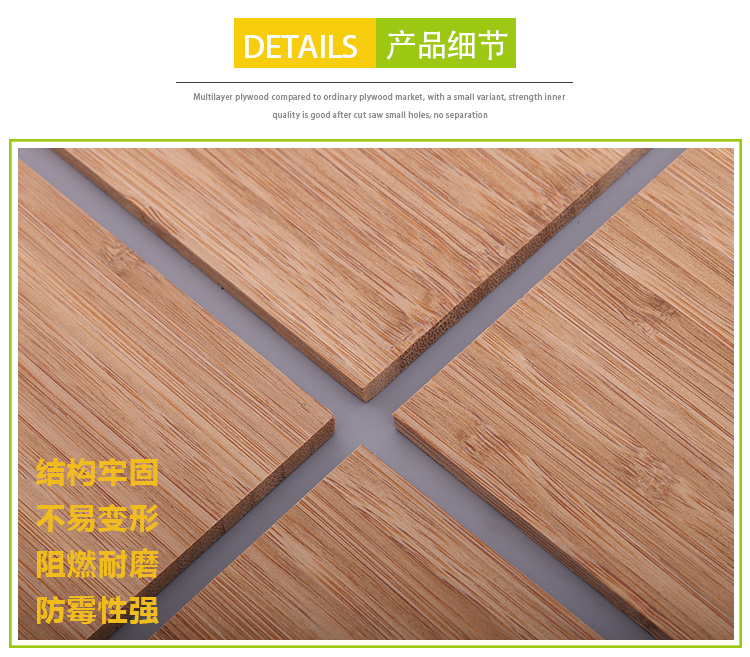 DETAILS 产品细节
Multilayer plywood compared to ordinary plywood market, with a small variant, strength inner
quality is good after cut saw small holes, no separation
结构牢固
不易变形
阻燃耐磨
防霉性强